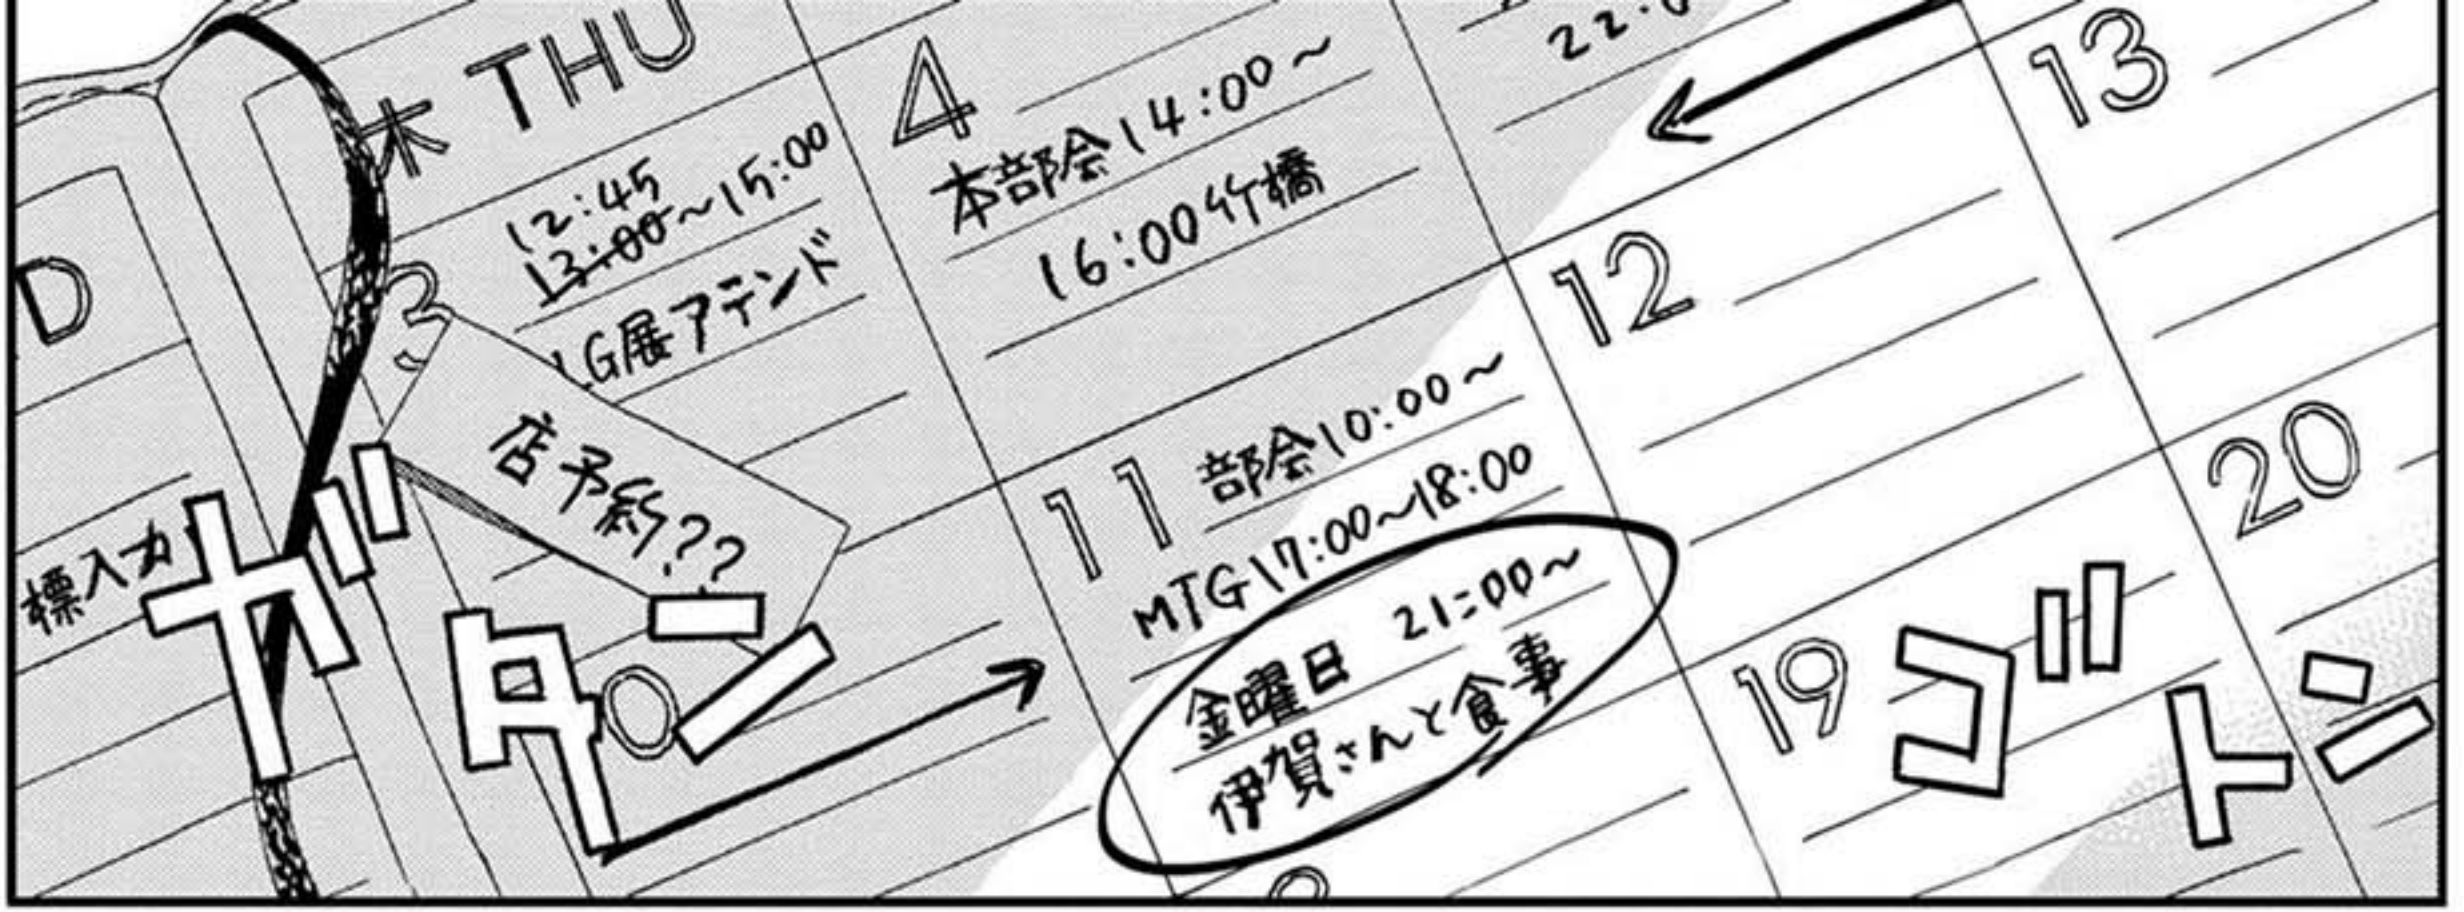 D
標入力
木 THU
3
12:45
13:00~15:00
LG展アテンド
店予約??
10
4
本部会14:00~
16:00竹橋
11
部会10:00~
MTG17:00~18:00
金曜日 21:00~
伊賀さんと食事
12
13
19
20
ガタン
ゴトン